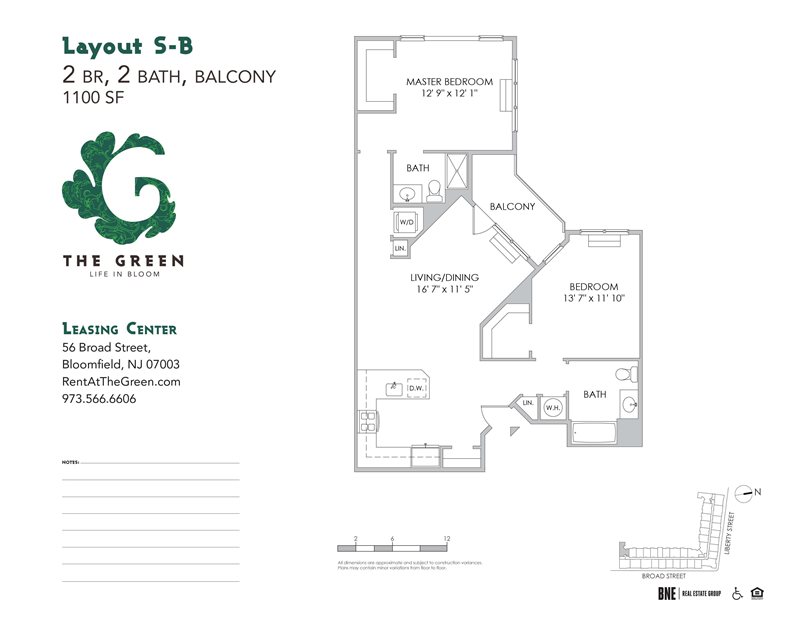 Layout S-B
2 BR, 2 BATH, BALCONY
1100 SF
G
THE GREEN
LIFE IN BLOOM
LEASING CENTER
56 Broad Street,
Bloomfield, NJ 07003
RentAtTheGreen.com
973.566.6606
NOTES:
MASTER BEDROOM
12' 9" x 12' 1"
BATH
W/D
LIN.
BALCONY
LIVING/DINING
16' 7" x 11' 5"
BEDROOM
13' 7" x 11' 10"
D.W.
LIN.
W.H.
BATH
2 6 12
All dimensions are approximate and subject to construction variances.
Plans may contain minor variations from floor to floor.
N
LIBERTY STREET
BROAD STREET
BNE | REAL ESTATE GROUP